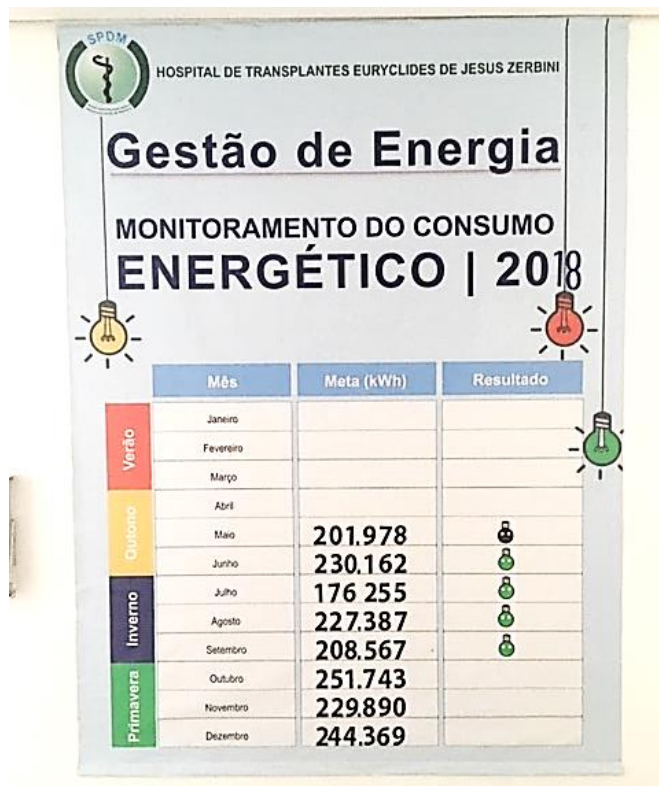 SPDM
HOSPITAL DE TRANSPLANTES EURYCLIDES DE JESUS ZERBINI
Gestão de Energia
MONITORAMENTO DO CONSUMO
ENERGÉTICO | 2018
Mês Meta (kWh) Resultado
Verão
Janeiro
Fevereiro
Março
Outono
Abril
Maio 201.978
Junho 230.162
Inverno
Julho 176 255
Agosto 227.387
Setembro 208.567
Primavera
Outubro 251.743
Novembro 229.890
Dezembro 244.369